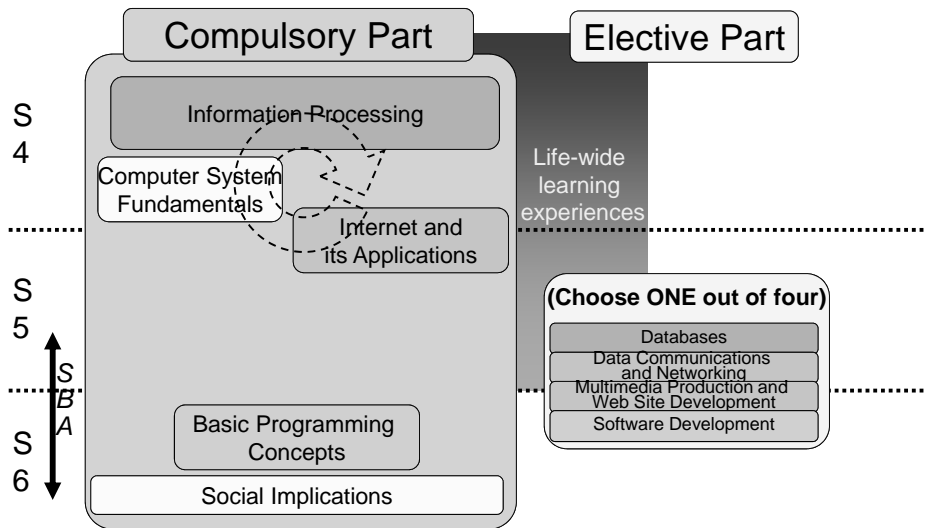 Compulsory Part
Elective Part
S
4
Information Processing
Computer System
Fundamentals
Internet and
its Applications
Life-wide
learning
experiences
S
5
(Choose ONE out of four)
Databases
Data Communications
and Networking
Multimedia Production and
Web Site Development
Software Development
S
B
A
S
6
Basic Programming
Concepts
Social Implications